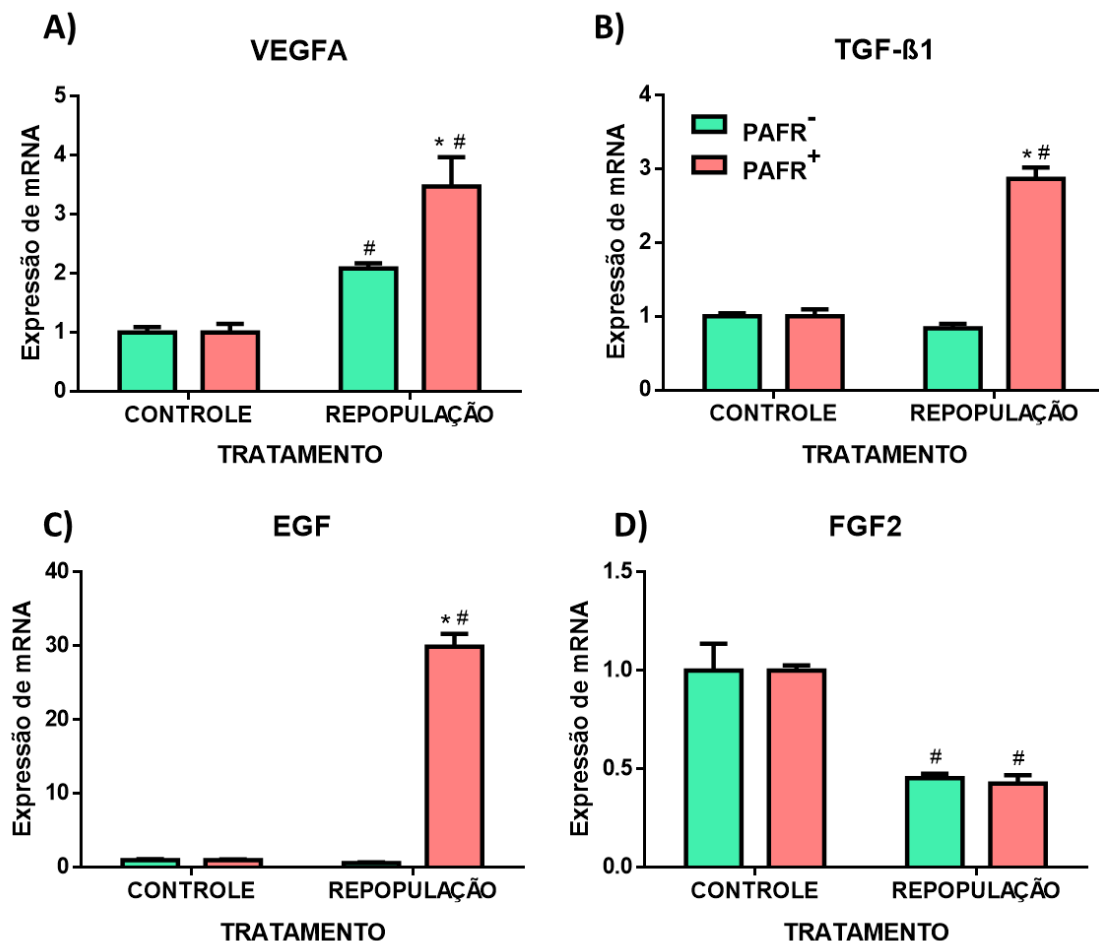 A)
VEGFA
Expressão de mRNA
5
4
3
2
1
0
#
* #
CONTROLE REPOPULAÇÃO
TRATAMENTO
B)
TGF-ß1
Expressão de mRNA
4
3
2
1
0
PAFR-
PAFR+
* #
CONTROLE REPOPULAÇÃO
TRATAMENTO
C)
EGF
Expressão de mRNA
40
30
20
10
0
* #
CONTROLE REPOPULAÇÃO
TRATAMENTO
D)
FGF2
Expressão de mRNA
1.5
1.0
0.5
0.0
# #
CONTROLE REPOPULAÇÃO
TRATAMENTO